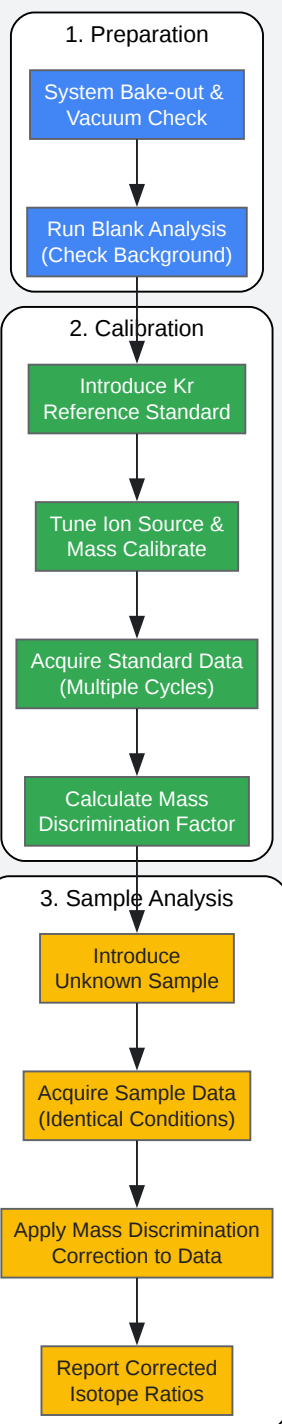 1. Preparation
System Bake-out &
Vacuum Check
Run Blank Analysis
(Check Background)
2. Calibration
Introduce Kr
Reference Standard
Tune Ion Source &
Mass Calibrate
Acquire Standard Data
(Multiple Cycles)
Calculate Mass
Discrimination Factor
3. Sample Analysis
Introduce
Unknown Sample
Acquire Sample Data
(Identical Conditions)
Apply Mass Discrimination
Correction to Data
Report Corrected
Isotope Ratios